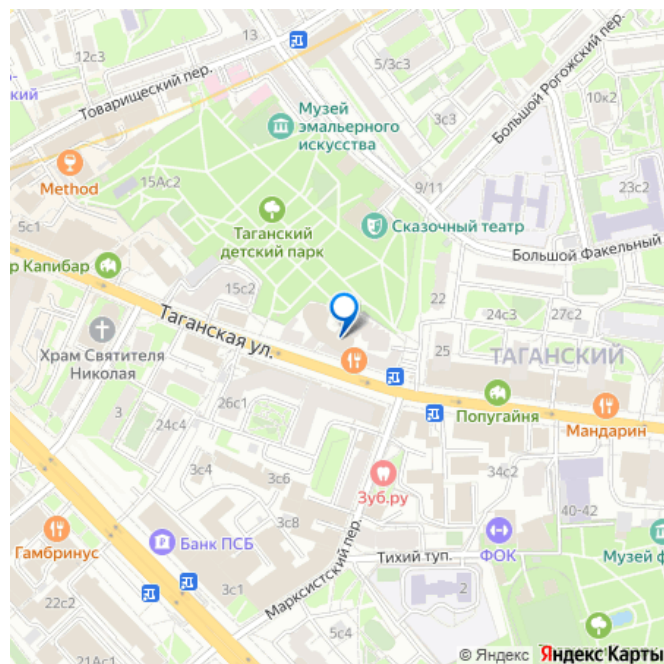 13
12с3
5/3с3
Товарищеский пер.
ский
Большой Рогожский пер.
10к2
Музей
эмальерного
искусства
3с3
Method
15Ас2
9/11
23с2
5с1
Таганский
детский парк
Сказочный театр
Большой Факельный
р Капибар
15с2
22
24с3
27с2
Таганская ул.
Храм Святителя
Николая
25
ТАГАНСКИЙ
3
26с1
24с4
Попугайня
Мандарин
3с4
3с6
Зуб.ру
34с2
3с8
40-42
Гамбринус
Банк ПСБ
ФОК
Марксистский пер.
Тихий туп.
Музей ф
3с1
2
22с2
5с4
21Ас1
© Яндекс Яндекс Карты